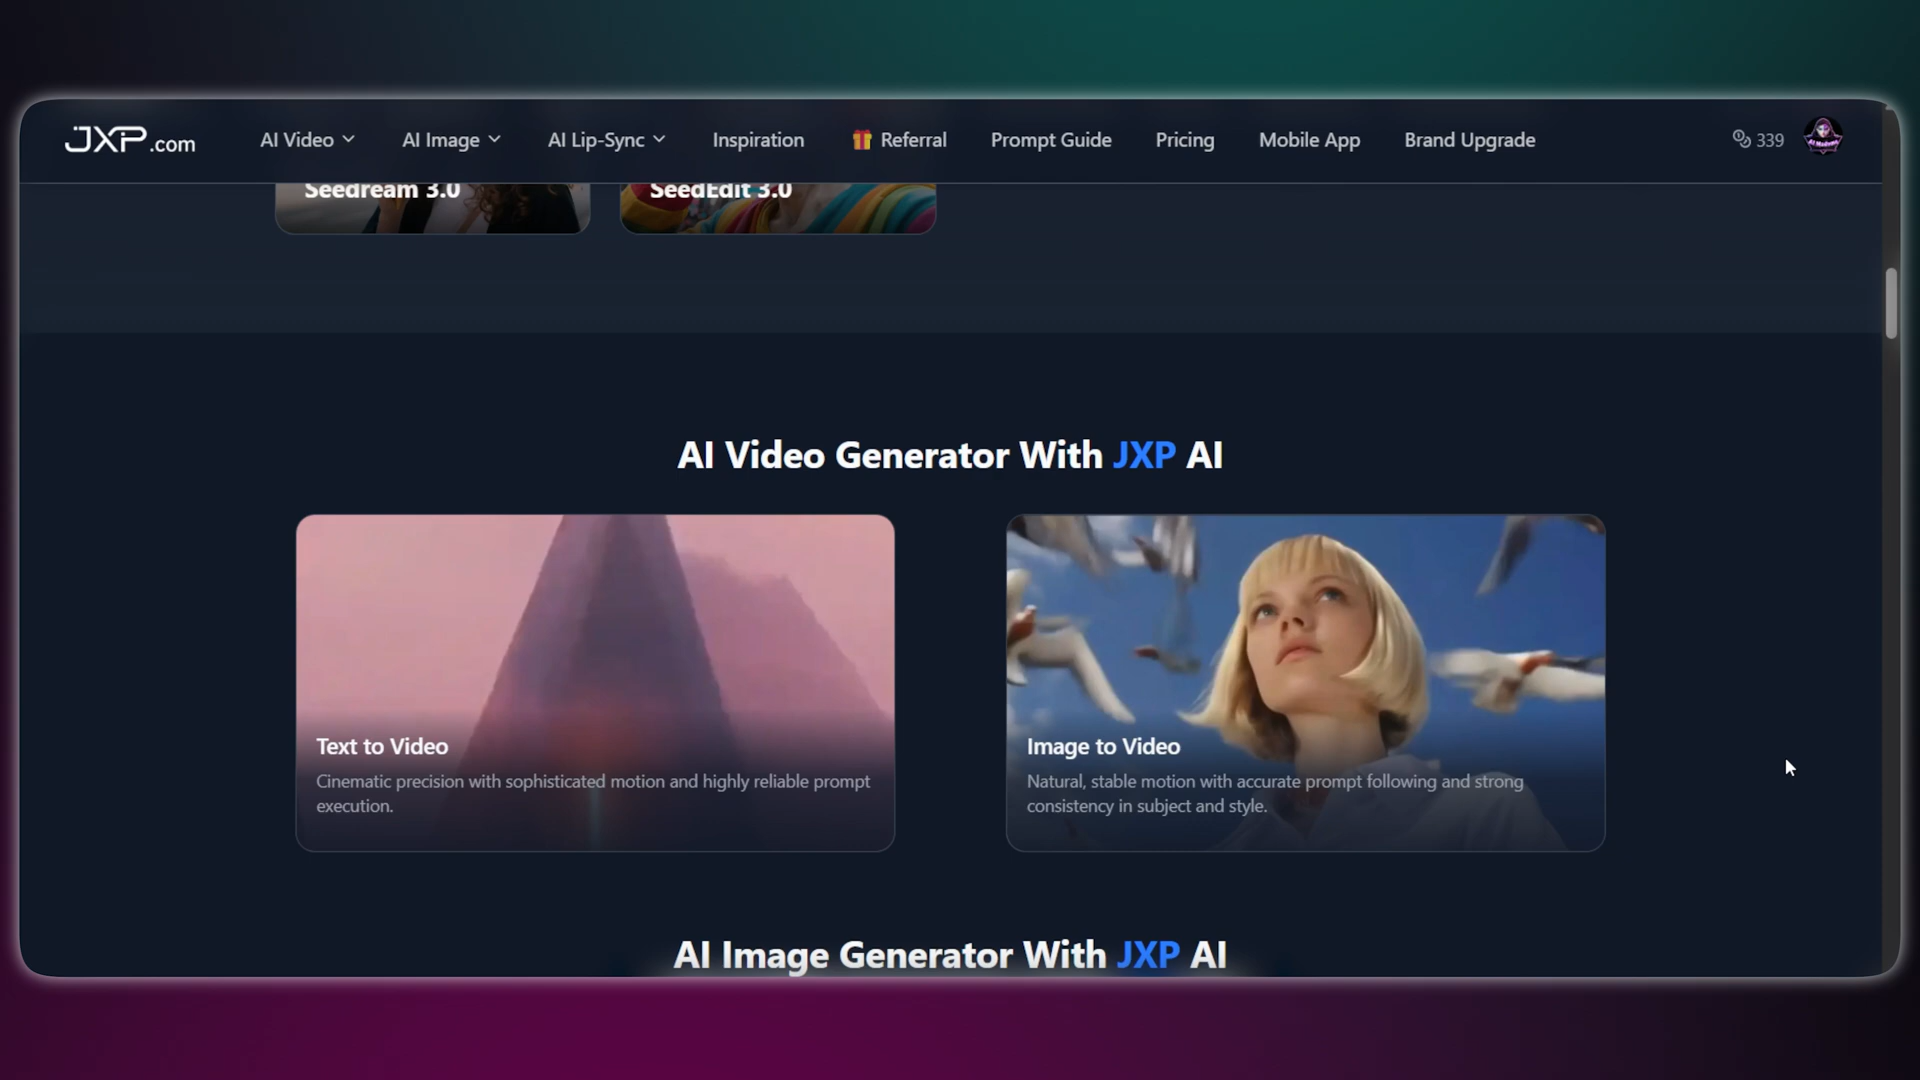 JXP.com
AI Video
AI Image
AI Lip-Sync
Inspiration
Referral
Prompt Guide
Pricing
Mobile App
Brand Upgrade
339
Seedream 3.0
SeedEdit 3.0
AI Video Generator With JXP AI
Text to Video
Cinematic precision with sophisticated motion and highly reliable prompt
execution.
Image to Video
Natural, stable motion with accurate prompt following and strong
consistency in subject and style.
AI Image Generator With JXP AI